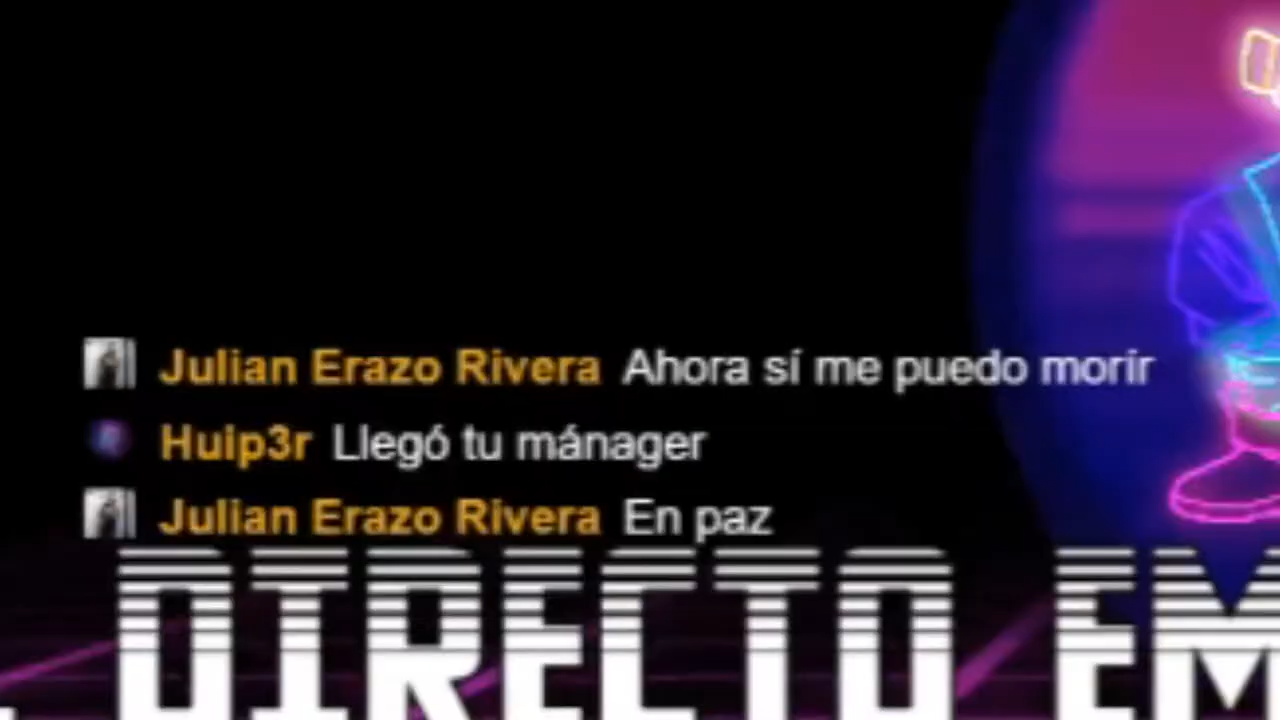 Julian Erazo Rivera Ahora sí me puedo morir
Huip3r Llegó tu mánager
Julian Erazo Rivera En paz
DIRECTO EM